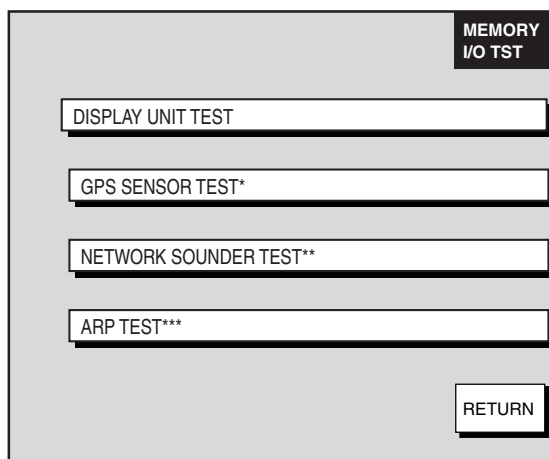 MEMORY
I/O TST
DISPLAY UNIT TEST
GPS SENSOR TEST*
NETWORK SOUNDER TEST**
ARP TEST***
RETURN